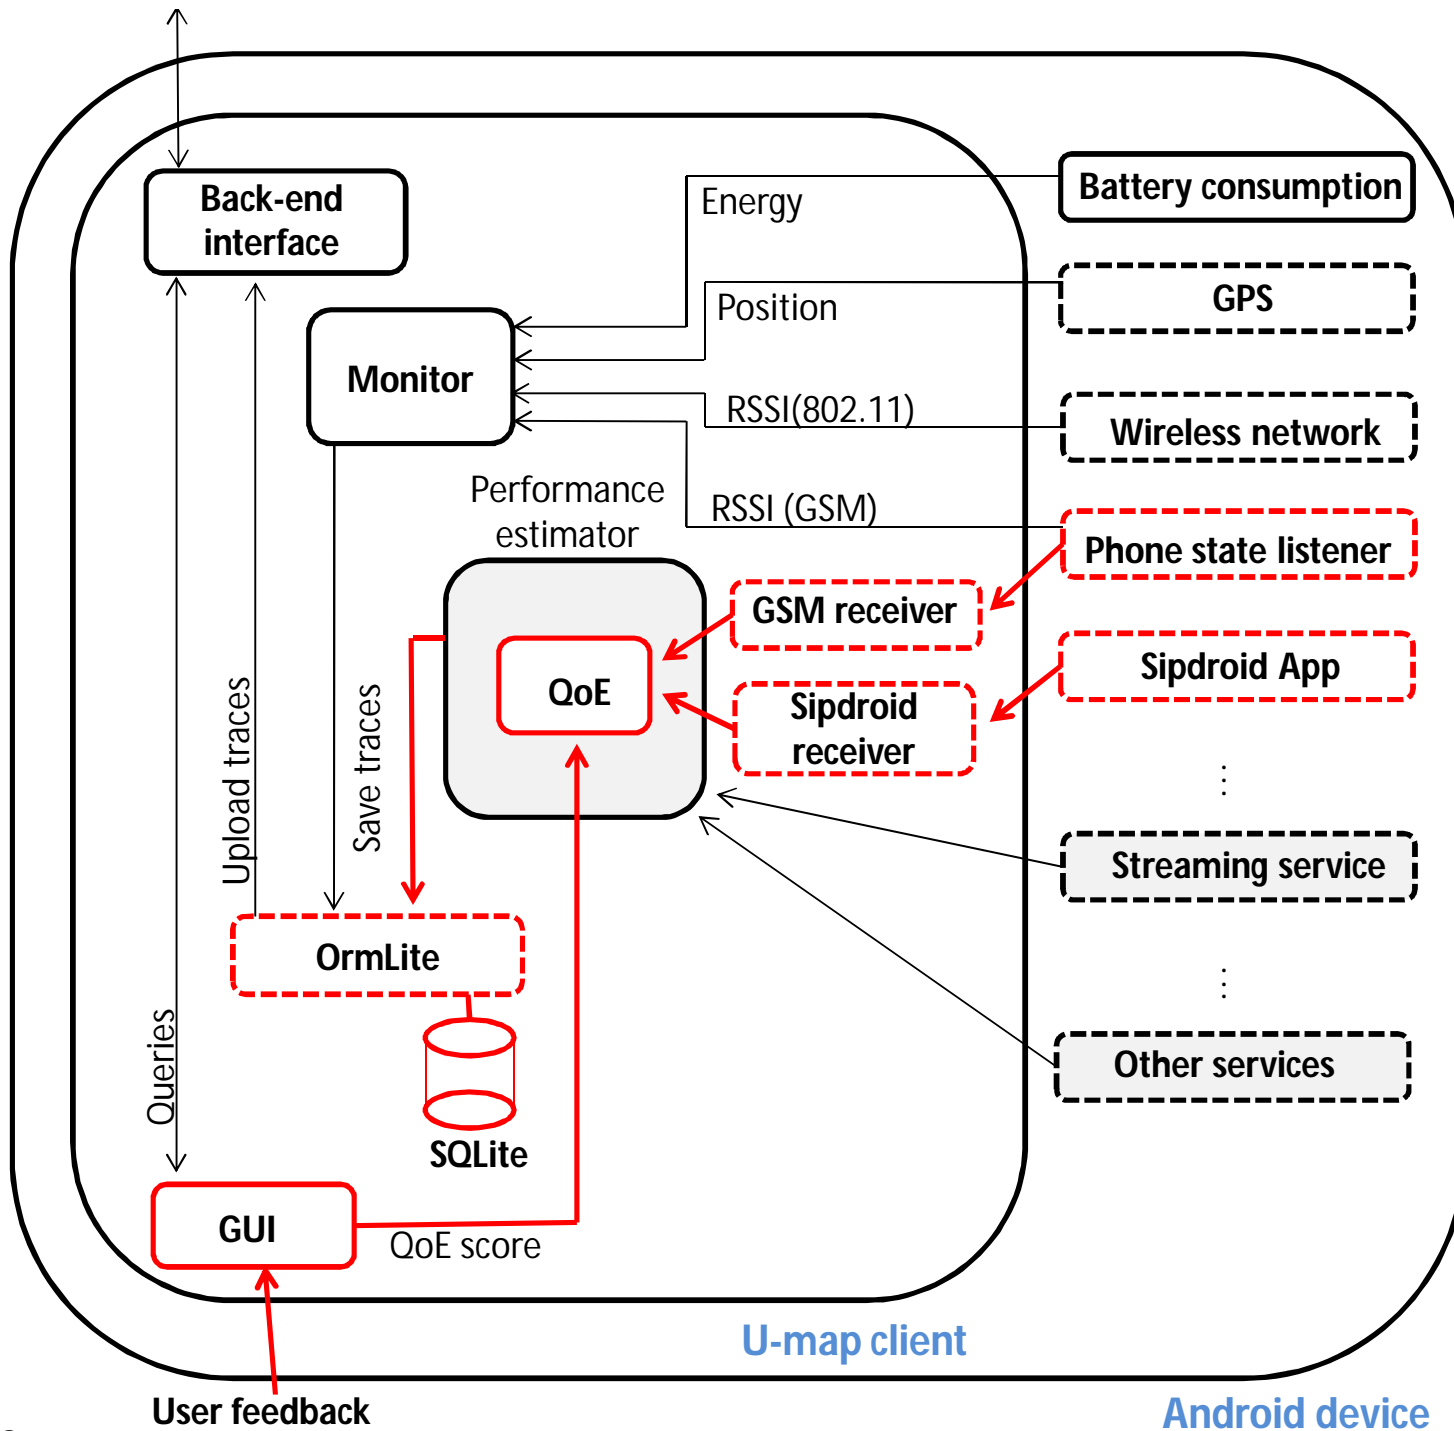 Back-end
interface
Energy
Battery consumption
Position
GPS
Monitor
RSSI(802.11)
Wireless network
Performance
estimator
RSSI (GSM)
Phone state listener
GSM receiver
QoE
Sipdroid
receiver
Sipdroid App
Upload traces
Save traces
Streaming service
OrmLite
Queries
SQLite
Other services
GUI
QoE score
U-map client
User feedback
Android device